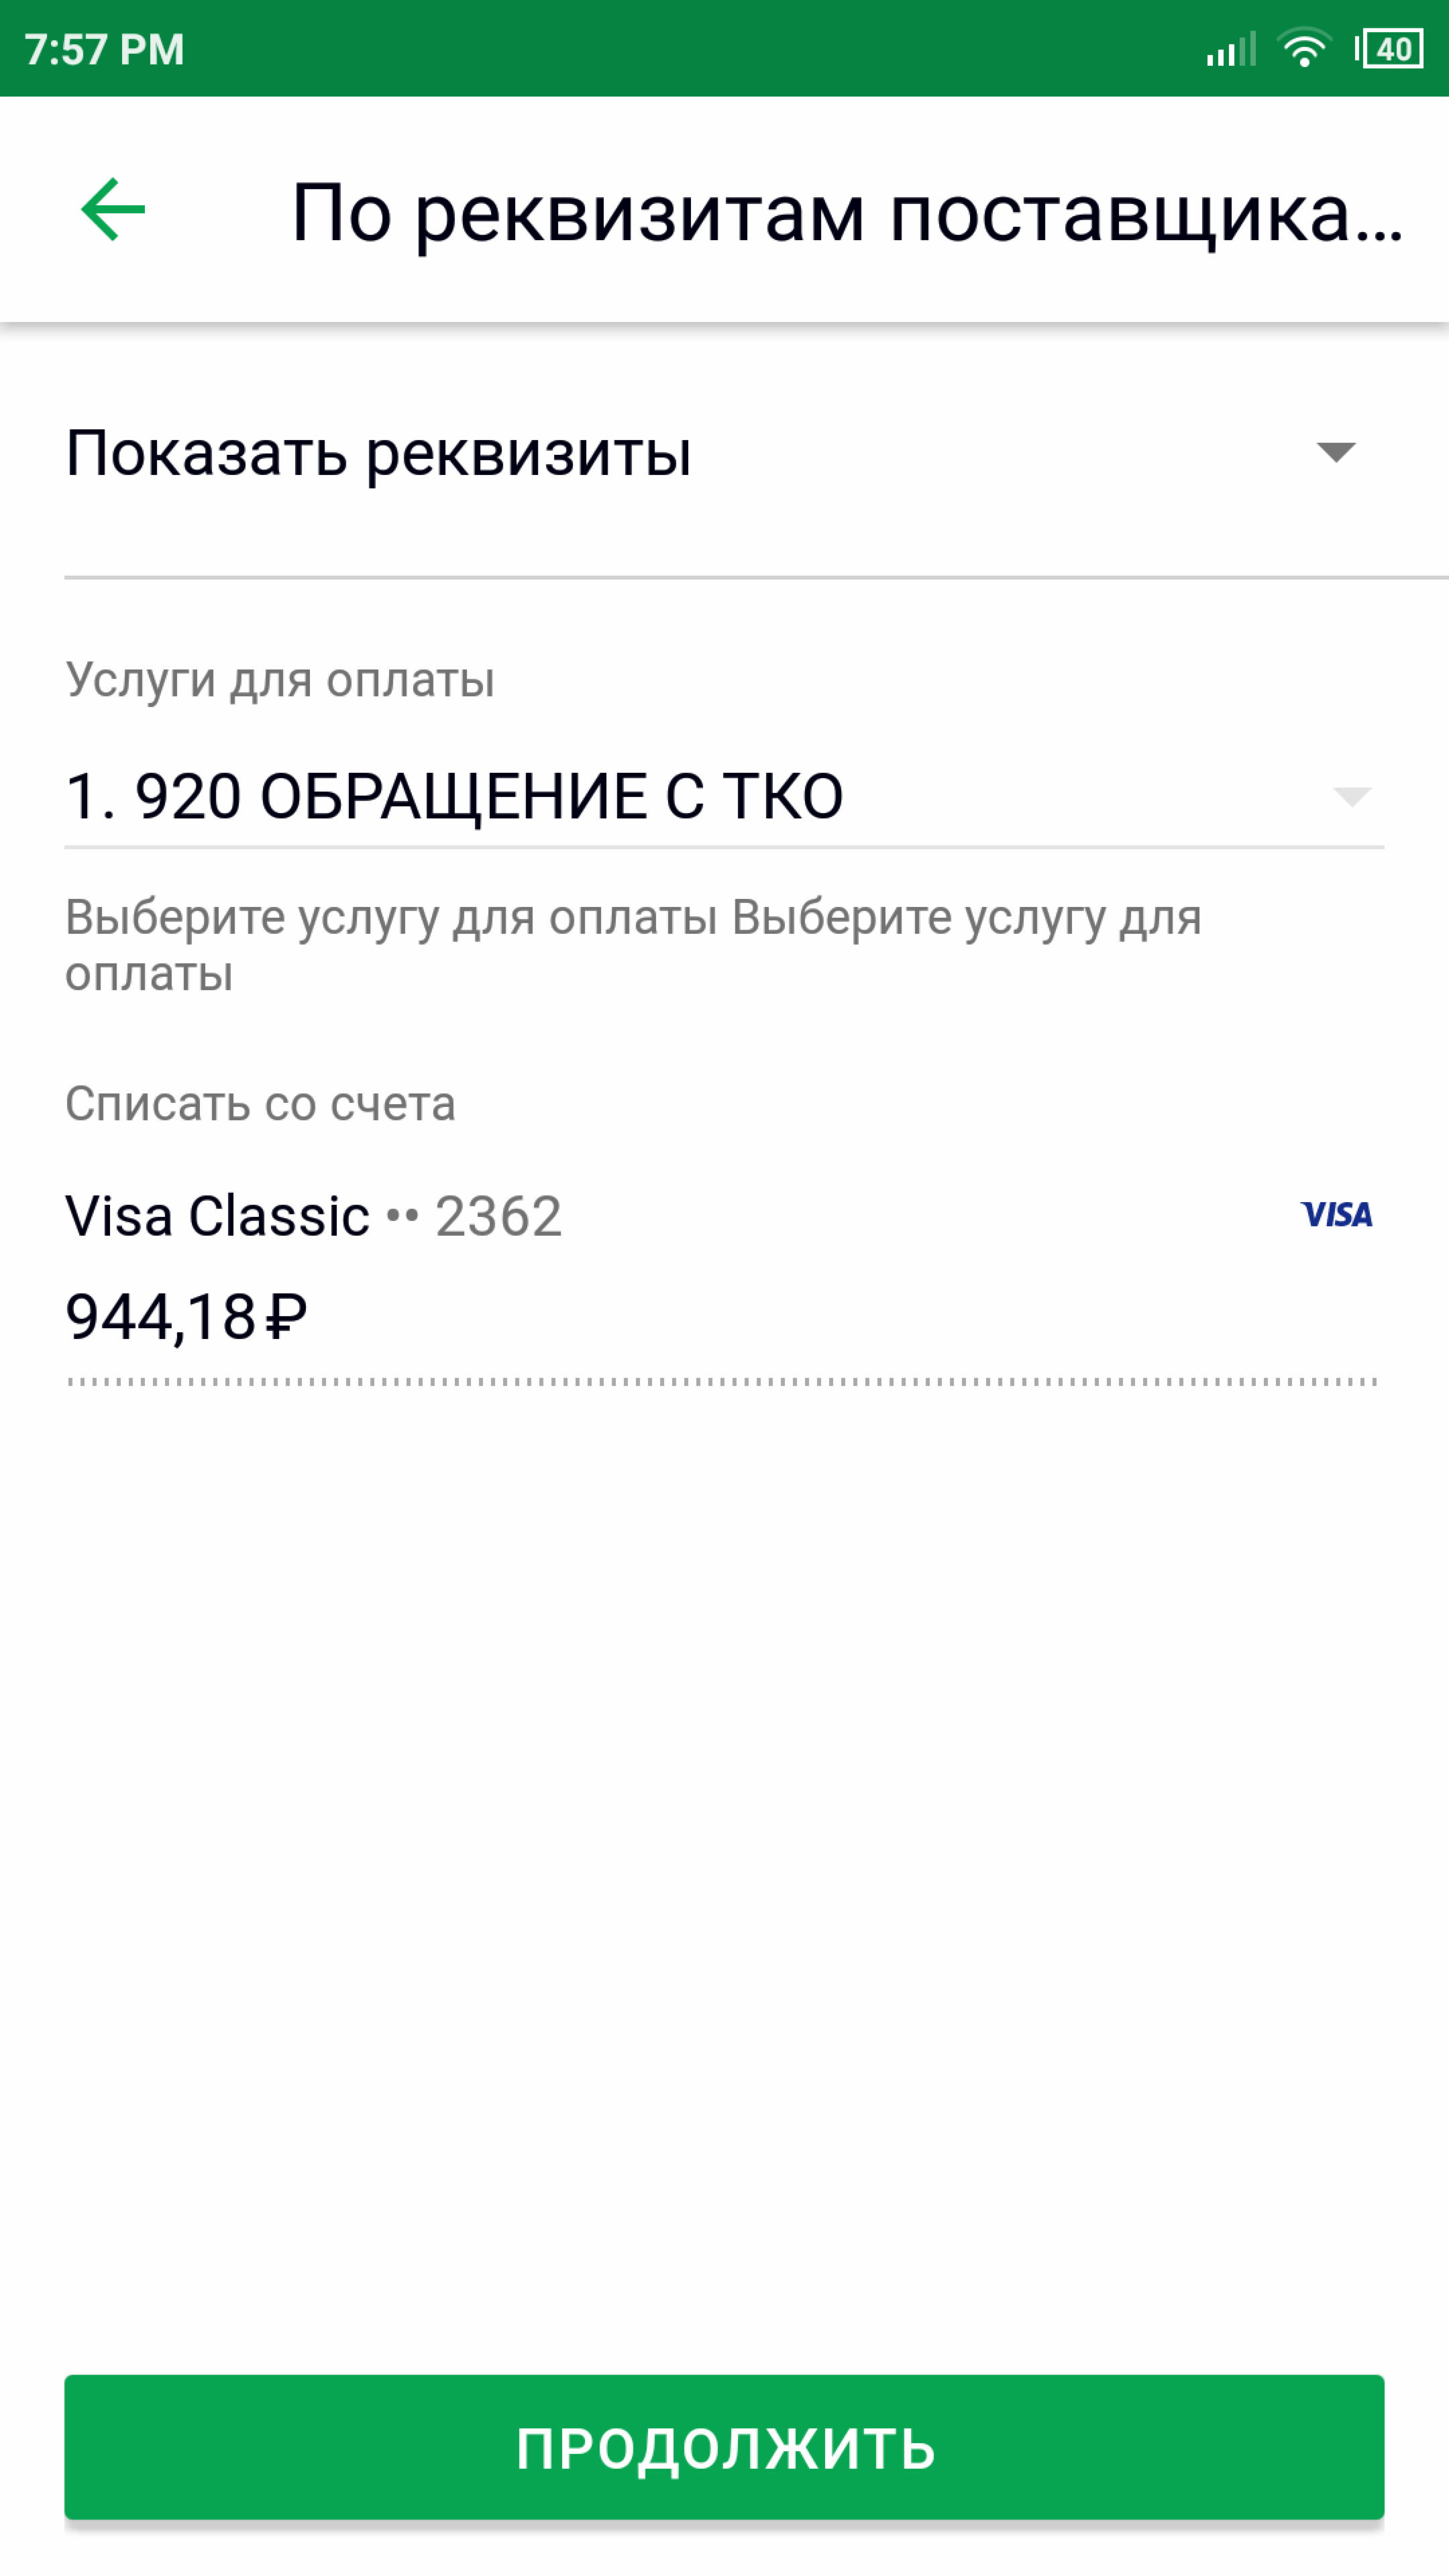 7:57 PM
40
По реквизитам поставщика...
Показать реквизиты
Услуги для оплаты
1. 920 ОБРАЩЕНИЕ С ТКО
Выберите услугу для оплаты Выберите услугу для
оплаты
Списать со счета
Visa Classic •• 2362
VISA
944,18 ₽
ПРОДОЛЖИТЬ